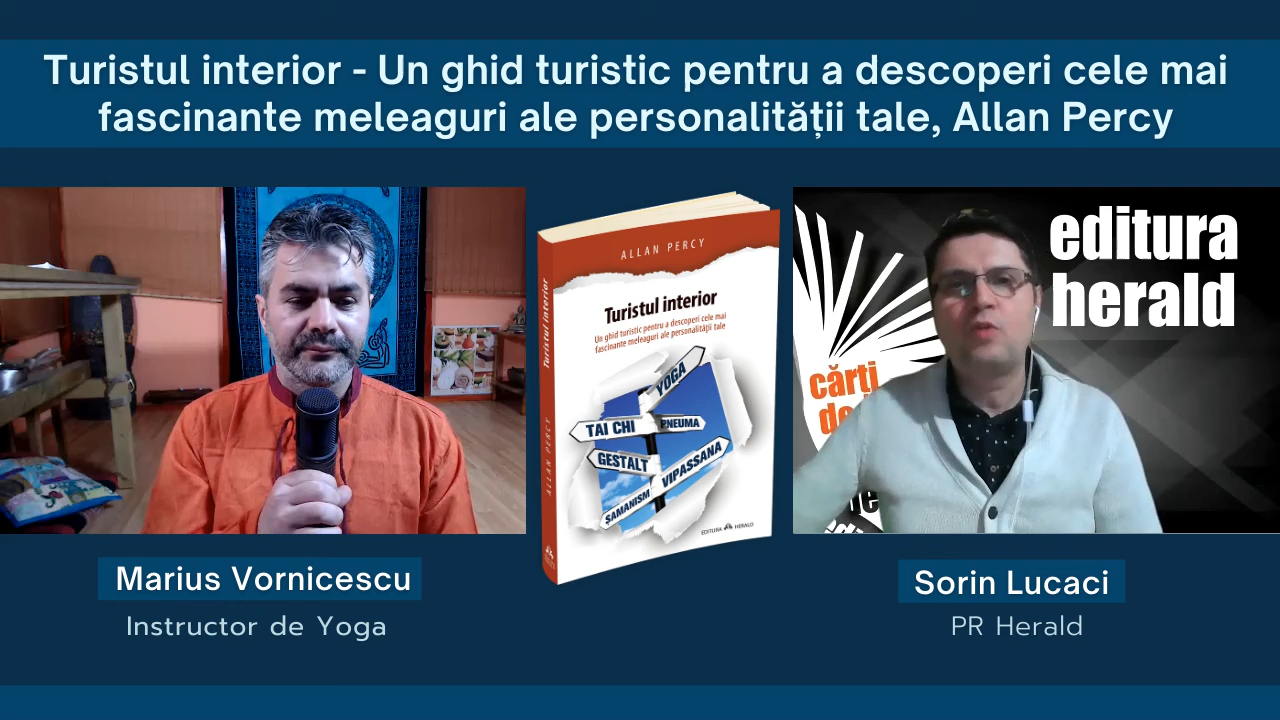 Turistul interior - Un ghid turistic pentru a descoperi cele mai
fascinante meleaguri ale personalității tale, Allan Percy
ALLAN PERCY
Turistul interior
Un ghid turistic pentru a descoperi cele mai
fascinante meleaguri ale personalității tale
YOGA
TAI CHI
PNEUMA
GESTALT
VIPASSANA
ȘAMANISM
EDITURA HERALD
Turistul interior
ALLAN PERCY
editura
herald
cărți
de
Marius Vornicescu
Instructor de Yoga
Sorin Lucaci
PR Herald